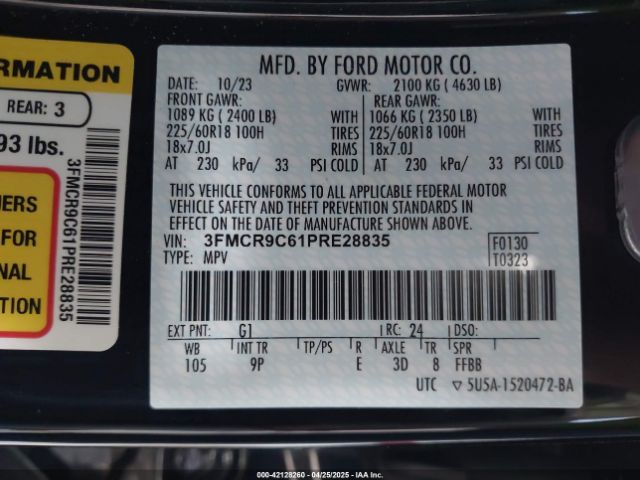 RMATION
REAR: 3
93 lbs.
3FMCR9C61PRE28835
FOR
NAL
TION
MFD. BY FORD MOTOR CO.
DATE: 10/23 GVWR: 2100 KG ( 4630 LB)
FRONT GAWR: REAR GAWR:
1089 KG ( 2400 LB) WITH 1066 KG ( 2350 LB) WITH
225/60R18 100H TIRES 225/60R18 100H TIRES
18x7.0J RIMS 18x7.0J RIMS
AT 230 kPa/ 33 PSI COLD AT 230 kPa/ 33 PSI COLD
THIS VEHICLE CONFORMS TO ALL APPLICABLE FEDERAL MOTOR
VEHICLE SAFETY AND THEFT PREVENTION STANDARDS IN
EFFECT ON THE DATE OF MANUFACTURE SHOWN ABOVE.
VIN: 3FMCR9C61PRE28835 F0130
TYPE: MPV T0323
EXT PNT: G1 RC: 24 DSO:
WB INT TR TP/PS R AXLE TR SPR
105 9P E 3D 8 FFBB
UTC ▽ 5U5A-1520472-BA
000-42128260 - 04/25/2025 - IAA Inc.